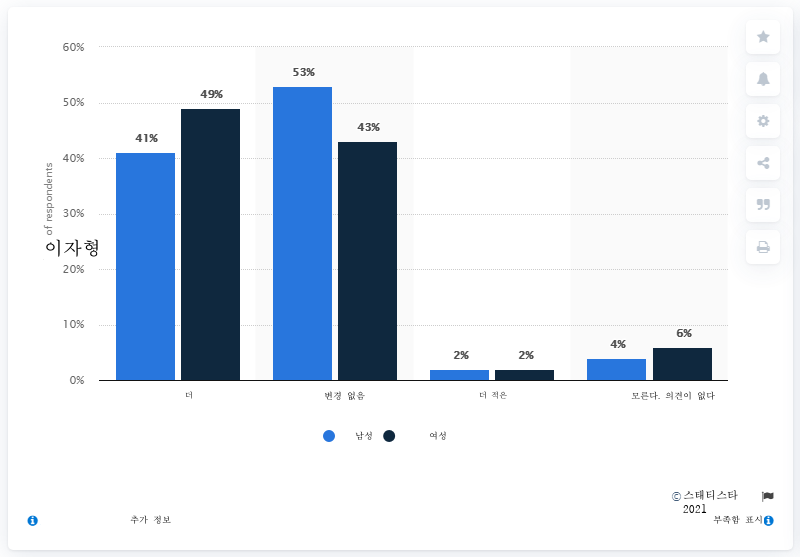 60%
53%
49%
50%
43%
41%
40%
of respondents
30%
이자형
20%
10%
6%
4%
2%
2%
0%
더
변경 없음
더 적은
모른다. 의견이 없다
남성
여성
© 스태티스타
2021
추가 정보
부족함 표시